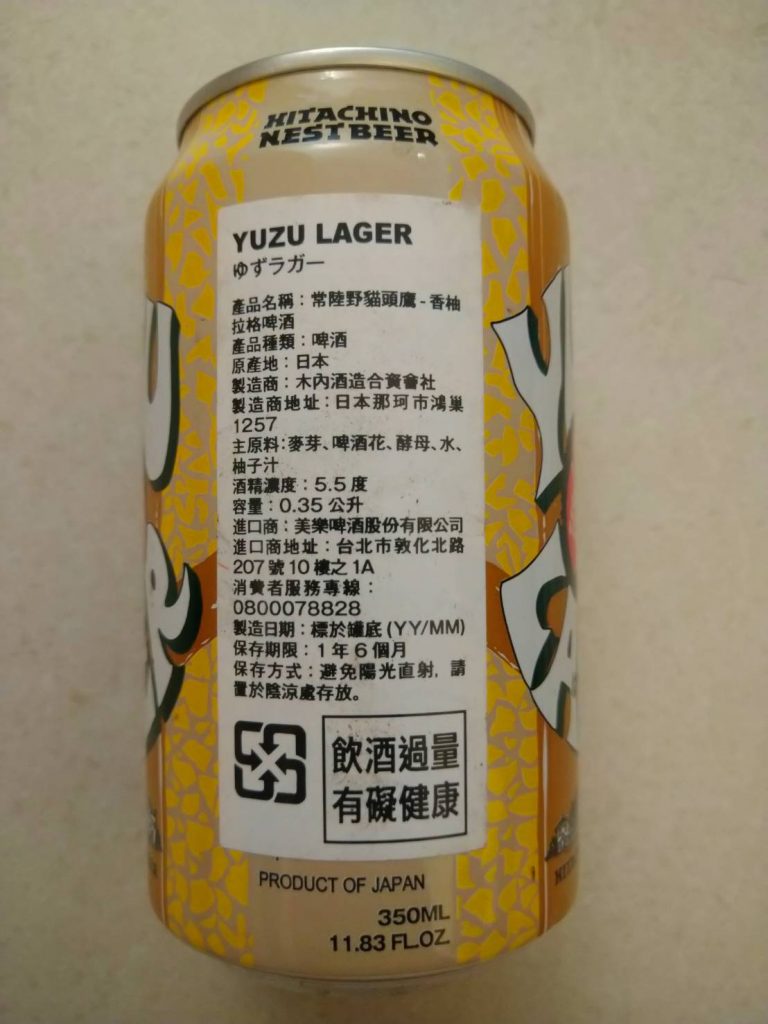 HITACHINO
NEST BEER
YUZU LAGER
ゆずラガー
產品名稱：常陸野貓頭鷹-香柚
拉格啤酒
產品種類：啤酒
原產地：日本
製造商：木內酒造合資會社
製造商地址：日本那珂市鴻巢
1257
主原料:麥芽、啤酒花、酵母、水、
柚子汁
酒精濃度：5.5 度
容量：0.35 公升
進口商：美樂啤酒股份有限公司
進口商地址：台北市敦化北路
207 號 10 樓之 1A
消費者服務專線：
0800078828
製造日期：標於罐底 (YY/MM)
保存期限：1 年 6 個月
保存方式：避免陽光直射，請
置於陰涼處存放。
飲酒過量
有礙健康
PRODUCT OF JAPAN
350ML
11.83 FL.OZ.